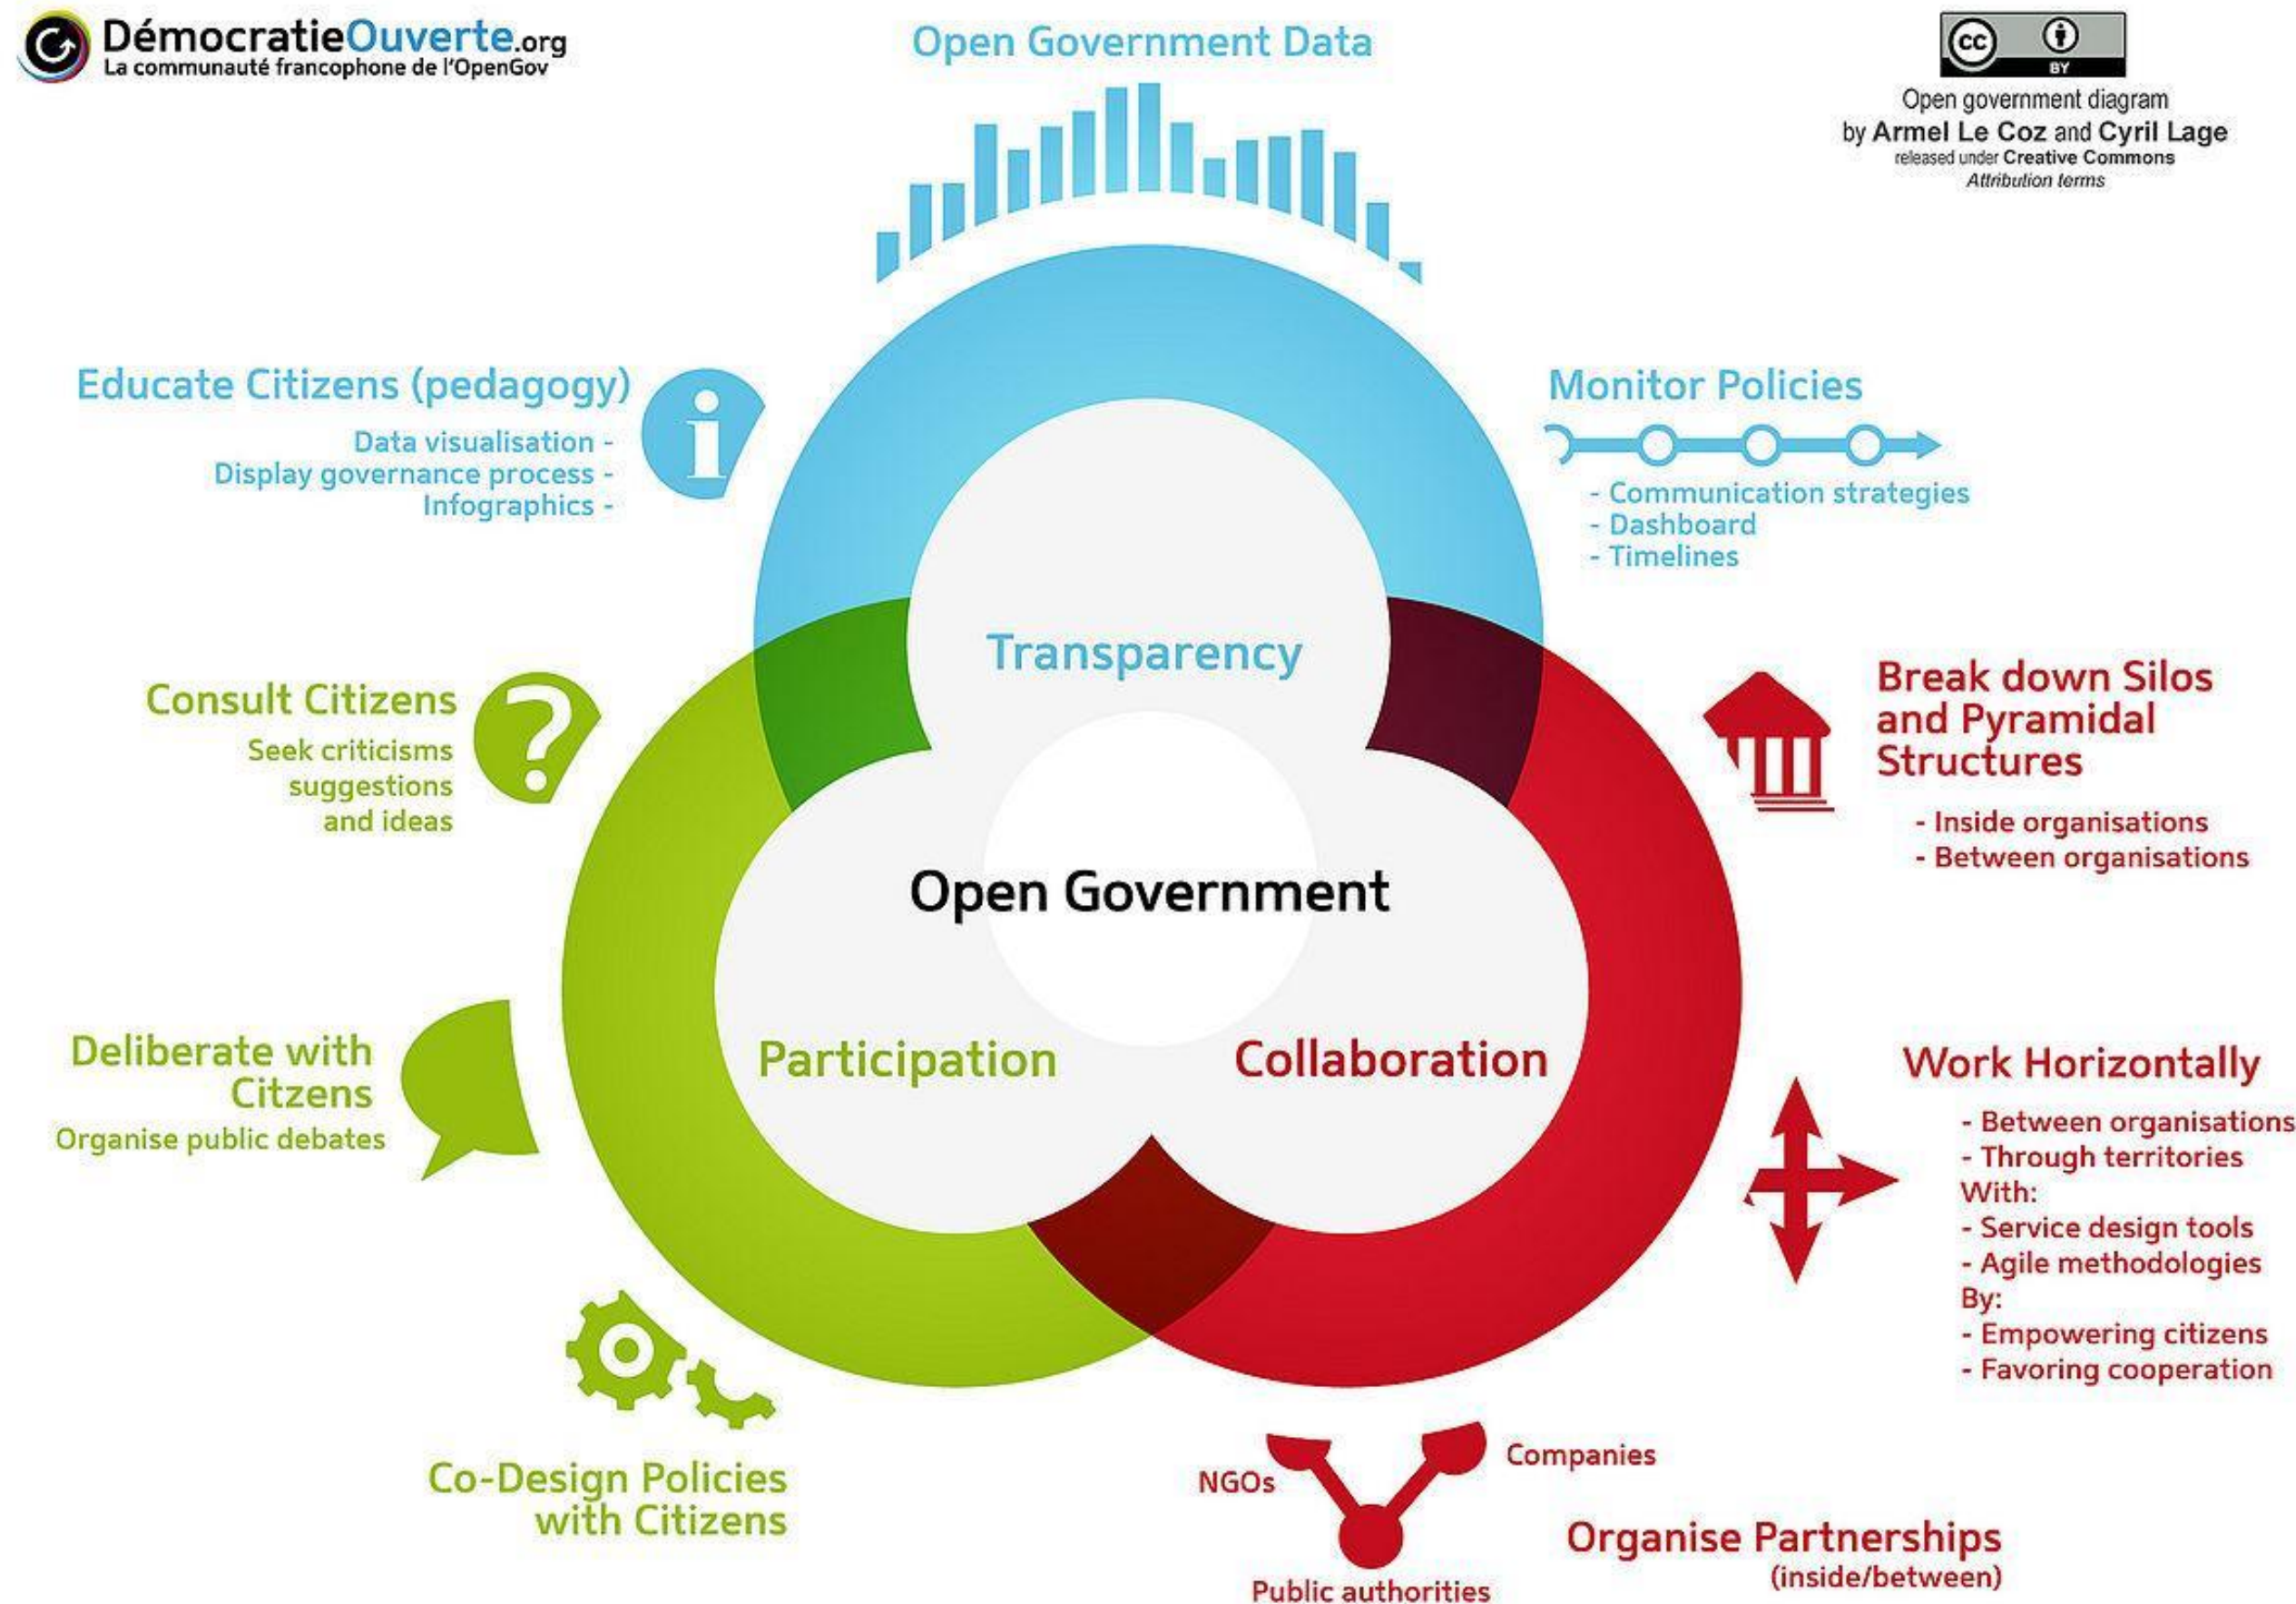 DémocratieOuverte.org
La communauté francophone de l'OpenGov
Open Government Data
cc
BY
Open government diagram
by Armel Le Coz and Cyril Lage
released under Creative Commons
Attribution terms
Educate Citizens (pedagogy)
Data visualisation -
Display governance process -
Infographics -
i
Monitor Policies
- Communication strategies
- Dashboard
- Timelines
Transparency
Consult Citizens
Seek criticisms
suggestions
and ideas
?
Break down Silos
and Pyramidal
Structures
- Inside organisations
- Between organisations
Open Government
Deliberate with
Citzens
Organise public debates
Participation
Collaboration
Work Horizontally
- Between organisations
- Through territories
With:
- Service design tools
- Agile methodologies
By:
- Empowering citizens
- Favoring cooperation
Co-Design Policies
with Citizens
NGOs
Companies
Public authorities
Organise Partnerships
(inside/between)